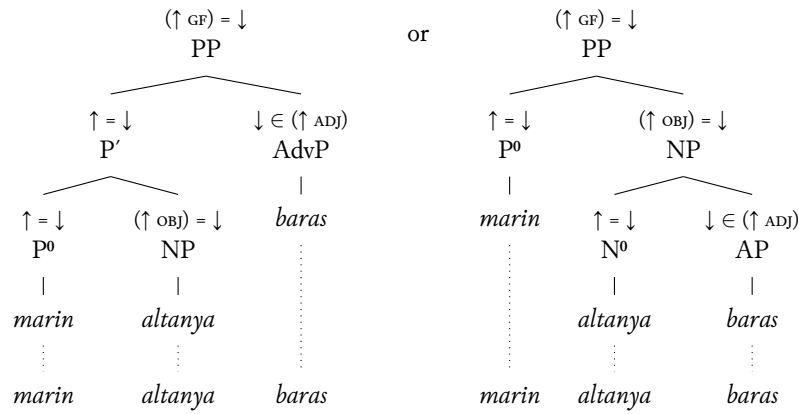 (↑ GF) = ↓ or (↑ GF) = ↓
PP PP
↑ = ↓ ↓ ∈ (↑ ADJ) ↑ = ↓ (↑ OBJ) = ↓
P′ AdvP P⁰ NP
↑ = ↓ (↑ OBJ) = ↓ baras marin ↑ = ↓ ↓ ∈ (↑ ADJ)
P⁰ NP N⁰ AP
marin altanya altanya baras
marin altanya baras marin altanya baras